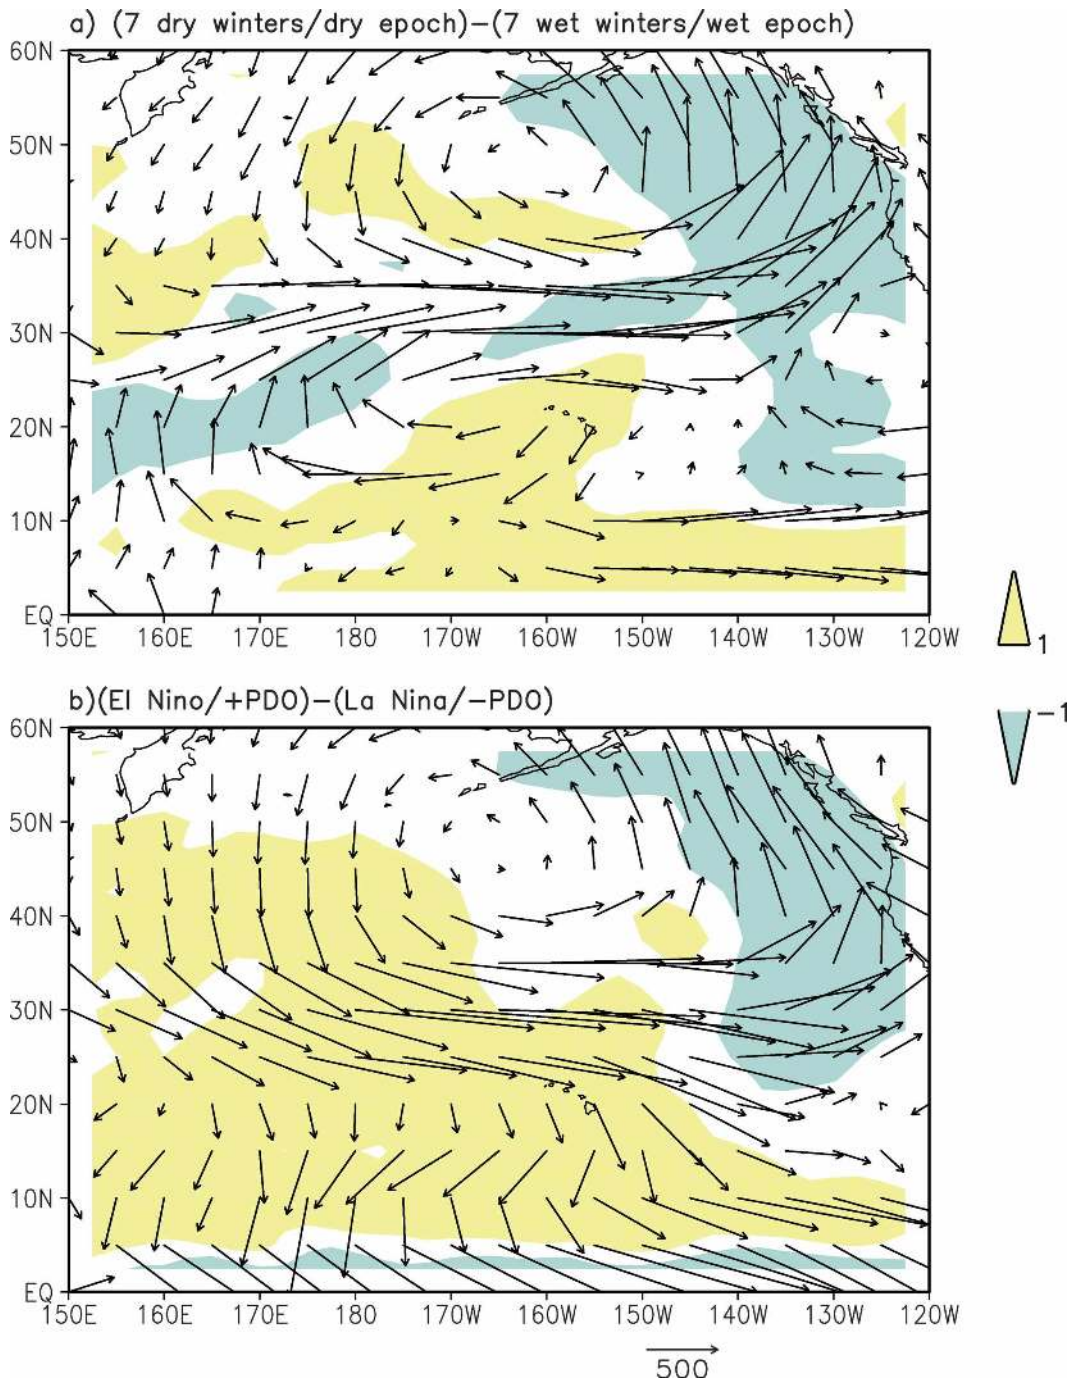 a) (7 dry winters/dry epoch)−(7 wet winters/wet epoch)
60N
50N
40N
30N
20N
10N
EQ
150E 160E 170E 180 170W 160W 150W 140W 130W 120W
1
−1
b)(El Nino/+PDO)−(La Nina/−PDO)
60N
50N
40N
30N
20N
10N
EQ
150E 160E 170E 180 170W 160W 150W 140W 130W 120W
500